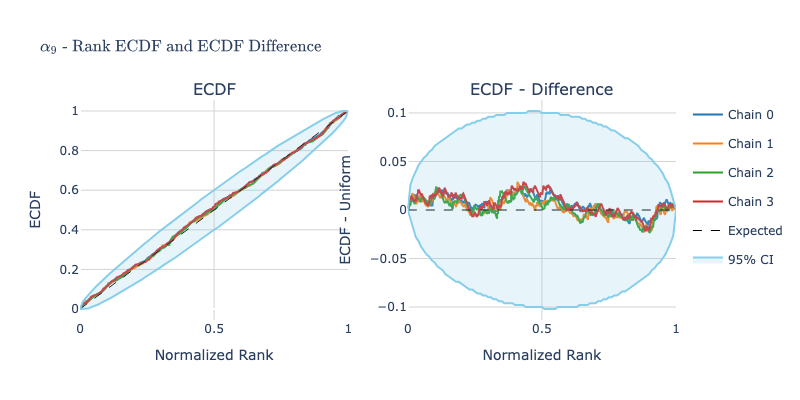 α₉ - Rank ECDF and ECDF Difference
ECDF
ECDF - Difference
ECDF
1
0.8
0.6
0.4
0.2
0
0
0.5
1
Normalized Rank
ECDF - Uniform
0.1
0.05
0
−0.05
−0.1
0
0.5
1
Normalized Rank
Chain 0
Chain 1
Chain 2
Chain 3
Expected
95% CI